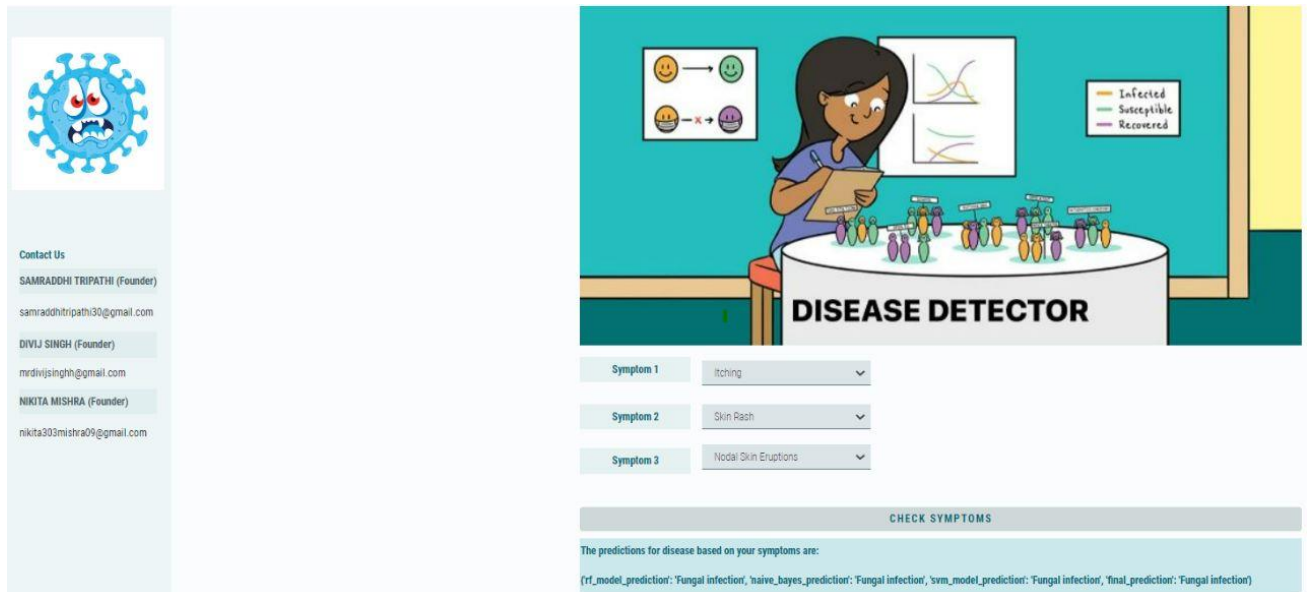 Contact Us
SAMRADDHI TRIPATHI (Founder)
samraddhitripathi30@gmail.com
DIVIJ SINGH (Founder)
mrdivijsinghh@gmail.com
NIKITA MISHRA (Founder)
nikita303mishra09@gmail.com
Infected
Susceptible
Recovered
DISEASE DETECTOR
Symptom 1 Itching
Symptom 2 Skin Rash
Symptom 3 Nodal Skin Eruptions
CHECK SYMPTOMS
The predictions for disease based on your symptoms are:
{'rf_model_prediction': 'Fungal infection', 'naive_bayes_prediction': 'Fungal infection', 'svm_model_prediction': 'Fungal infection', 'final_prediction': 'Fungal infection'}